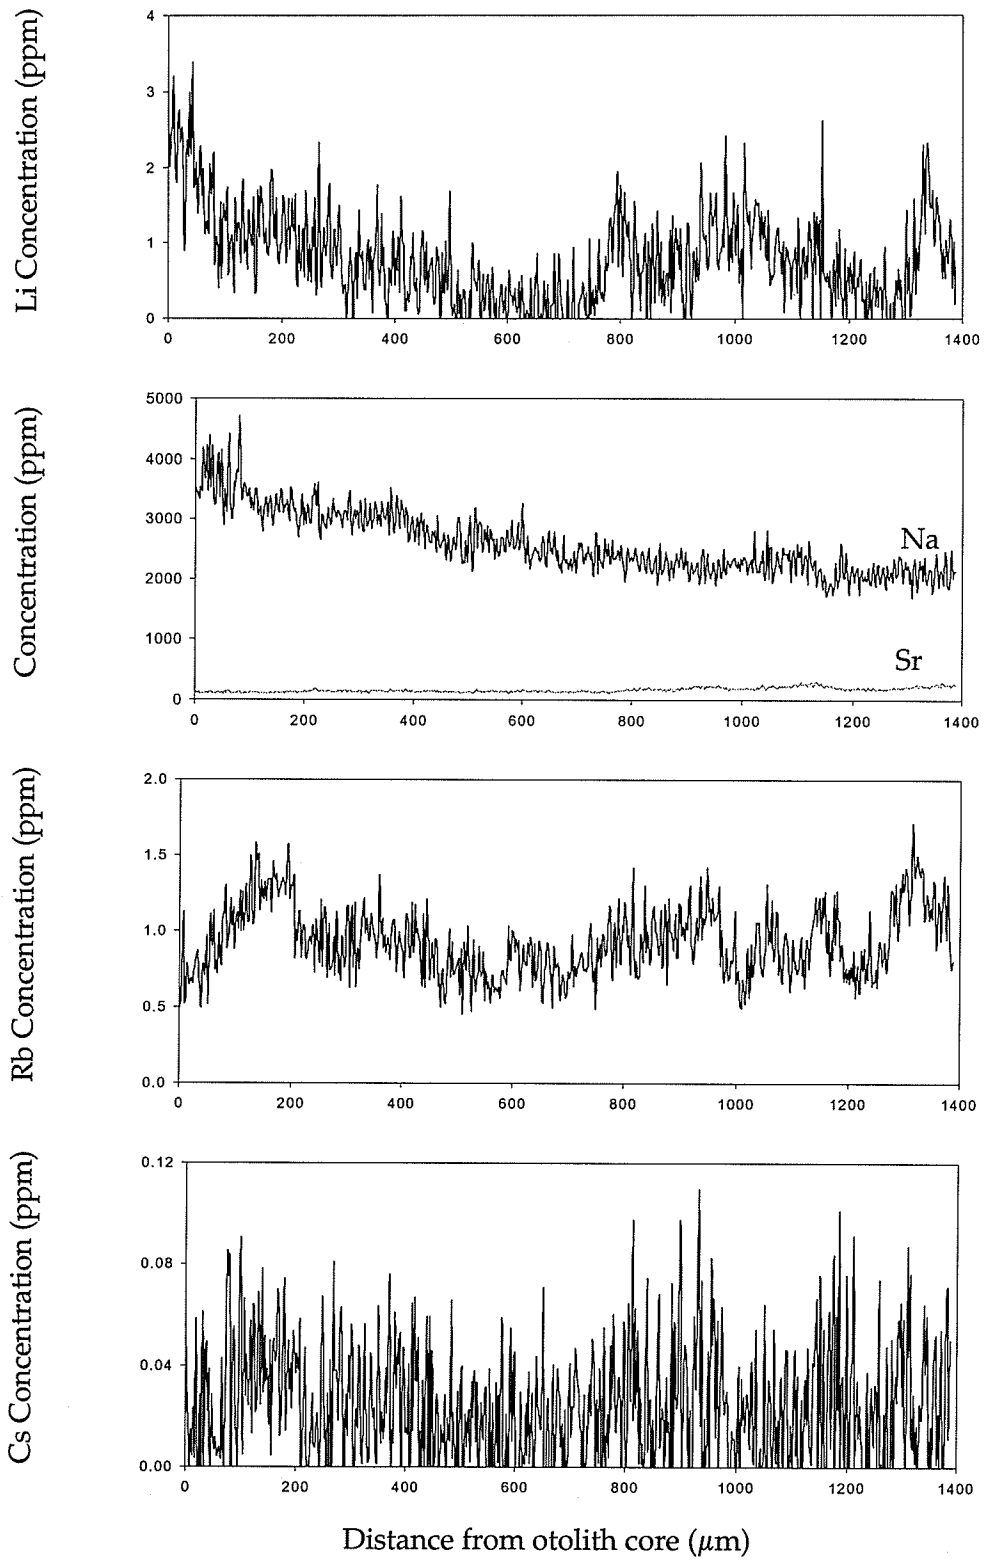 Li Concentration (ppm)
4
3
2
1
0
0 200 400 600 800 1000 1200 1400
Concentration (ppm)
5000
4000
3000
2000
1000
0
Na
Sr
0 200 400 600 800 1000 1200 1400
Rb Concentration (ppm)
2.0
1.5
1.0
0.5
0.0
0 200 400 600 800 1000 1200 1400
Cs Concentration (ppm)
0.12
0.08
0.04
0.00
0 200 400 600 800 1000 1200 1400
Distance from otolith core (μm)